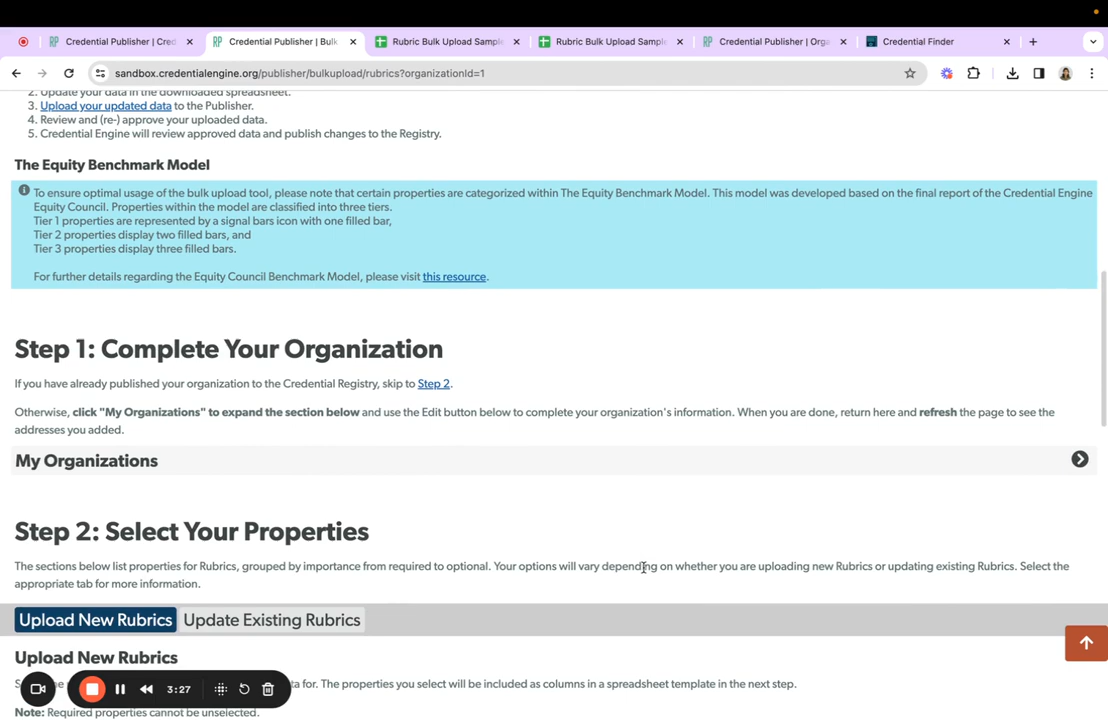 Credential Publisher | Cred
Credential Publisher | Bulk
Rubric Bulk Upload Sample
Rubric Bulk Upload Sample
Credential Publisher | Orga
Credential Finder
sandbox.credentialengine.org/publisher/bulkupload/rubrics?organizationId=1
2. Update your data in the downloaded spreadsheet.
3. Upload your updated data to the Publisher.
4. Review and (re-) approve your uploaded data.
5. Credential Engine will review approved data and publish changes to the Registry.
The Equity Benchmark Model
To ensure optimal usage of the bulk upload tool, please note that certain properties are categorized within The Equity Benchmark Model. This model was developed based on the final report of the Credential Engine
Equity Council. Properties within the model are classified into three tiers.
Tier 1 properties are represented by a signal bars icon with one filled bar,
Tier 2 properties display two filled bars, and
Tier 3 properties display three filled bars.
For further details regarding the Equity Council Benchmark Model, please visit this resource.
Step 1: Complete Your Organization
If you have already published your organization to the Credential Registry, skip to Step 2.
Otherwise, click "My Organizations" to expand the section below and use the Edit button below to complete your organization's information. When you are done, return here and refresh the page to see the
addresses you added.
My Organizations
Step 2: Select Your Properties
The sections below list properties for Rubrics, grouped by importance from required to optional. Your options will vary depending on whether you are uploading new Rubrics or updating existing Rubrics. Select the
appropriate tab for more information.
Upload New Rubrics
Update Existing Rubrics
Upload New Rubrics
ta for. The properties you select will be included as columns in a spreadsheet template in the next step.
3:27
Note: Required properties cannot be unselected.